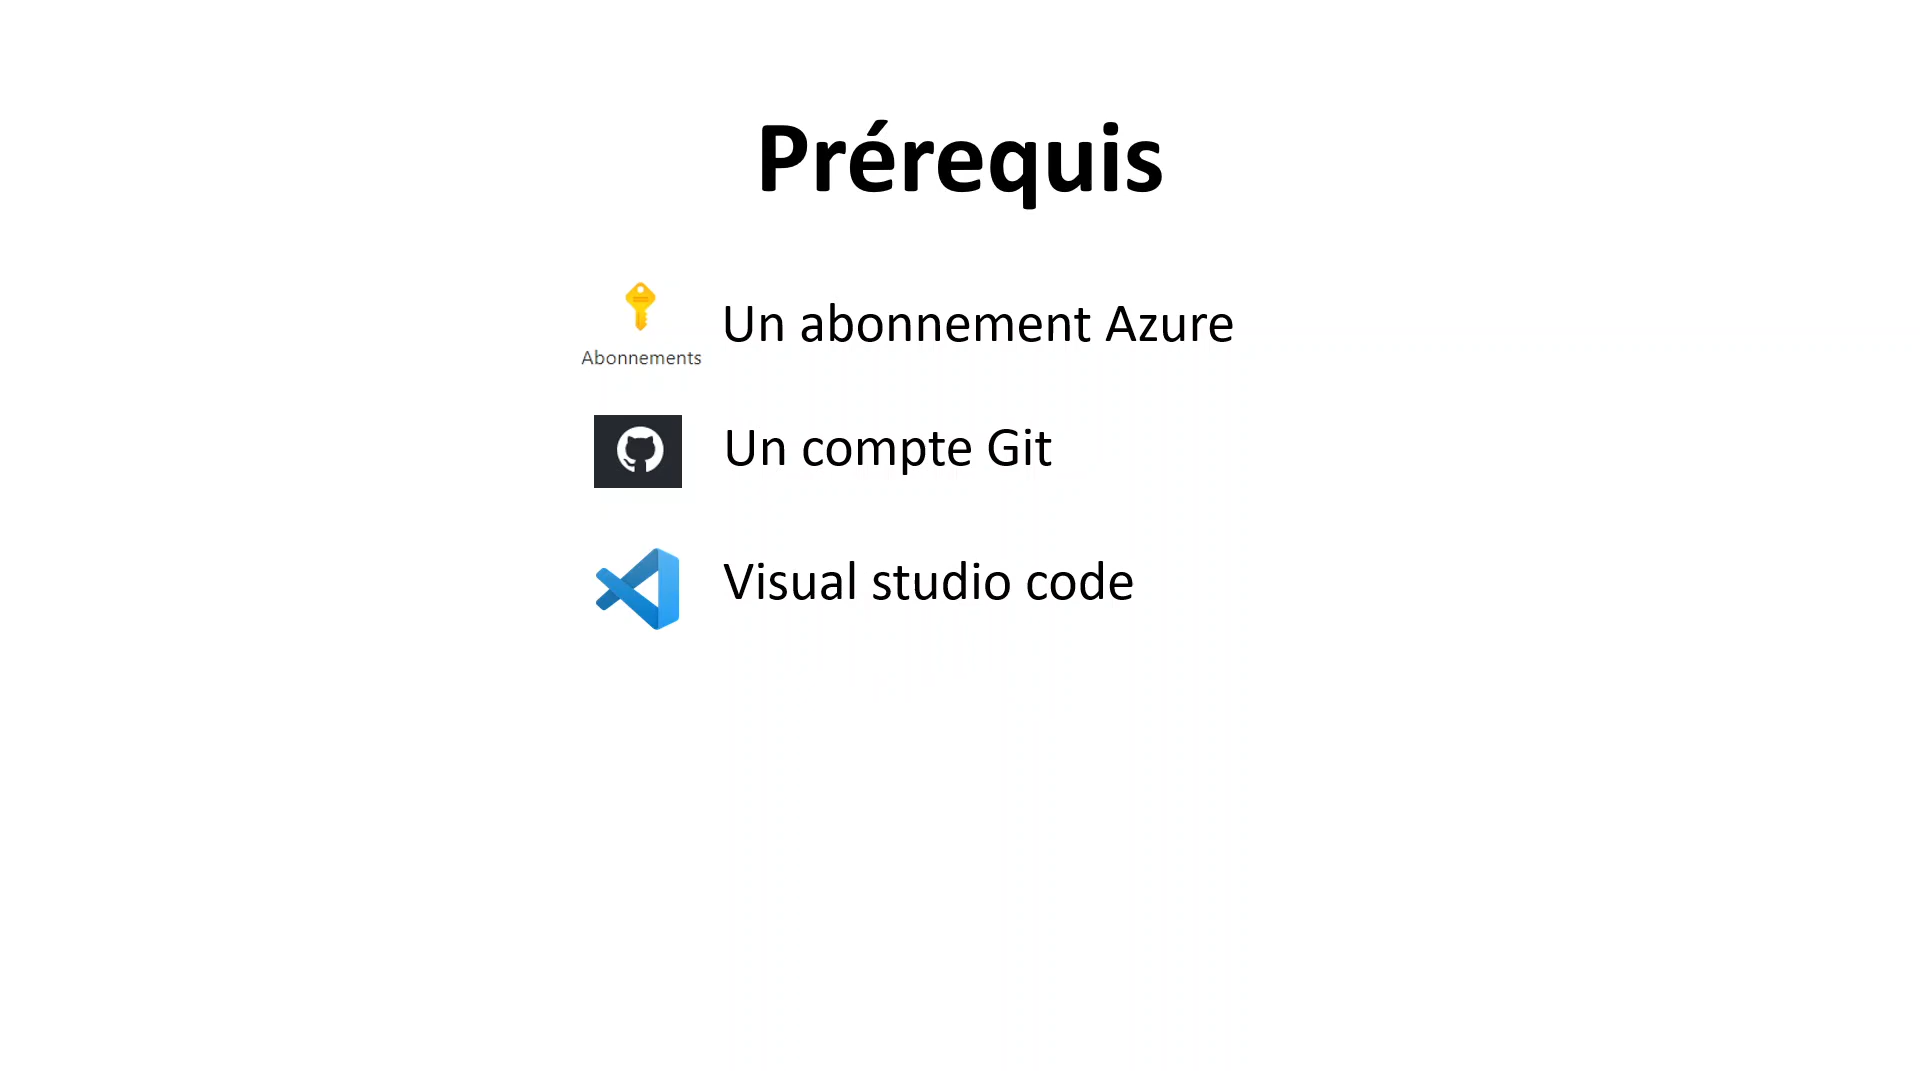 Prérequis
Un abonnement Azure
Abonnements
Un compte Git
Visual studio code